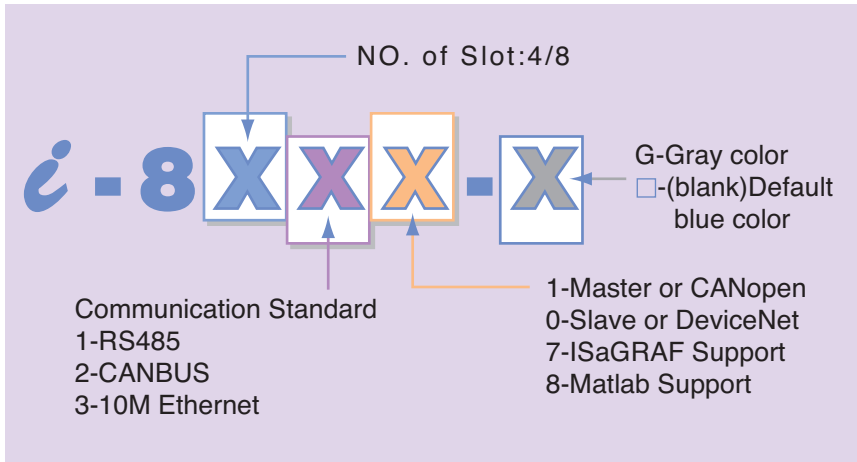 NO. of Slot:4/8
i-8XXX-X
G-Gray color
□-(blank)Default
blue color
Communication Standard
1-RS485
2-CANBUS
3-10M Ethernet
1-Master or CANopen
0-Slave or DeviceNet
7-ISaGRAF Support
8-Matlab Support